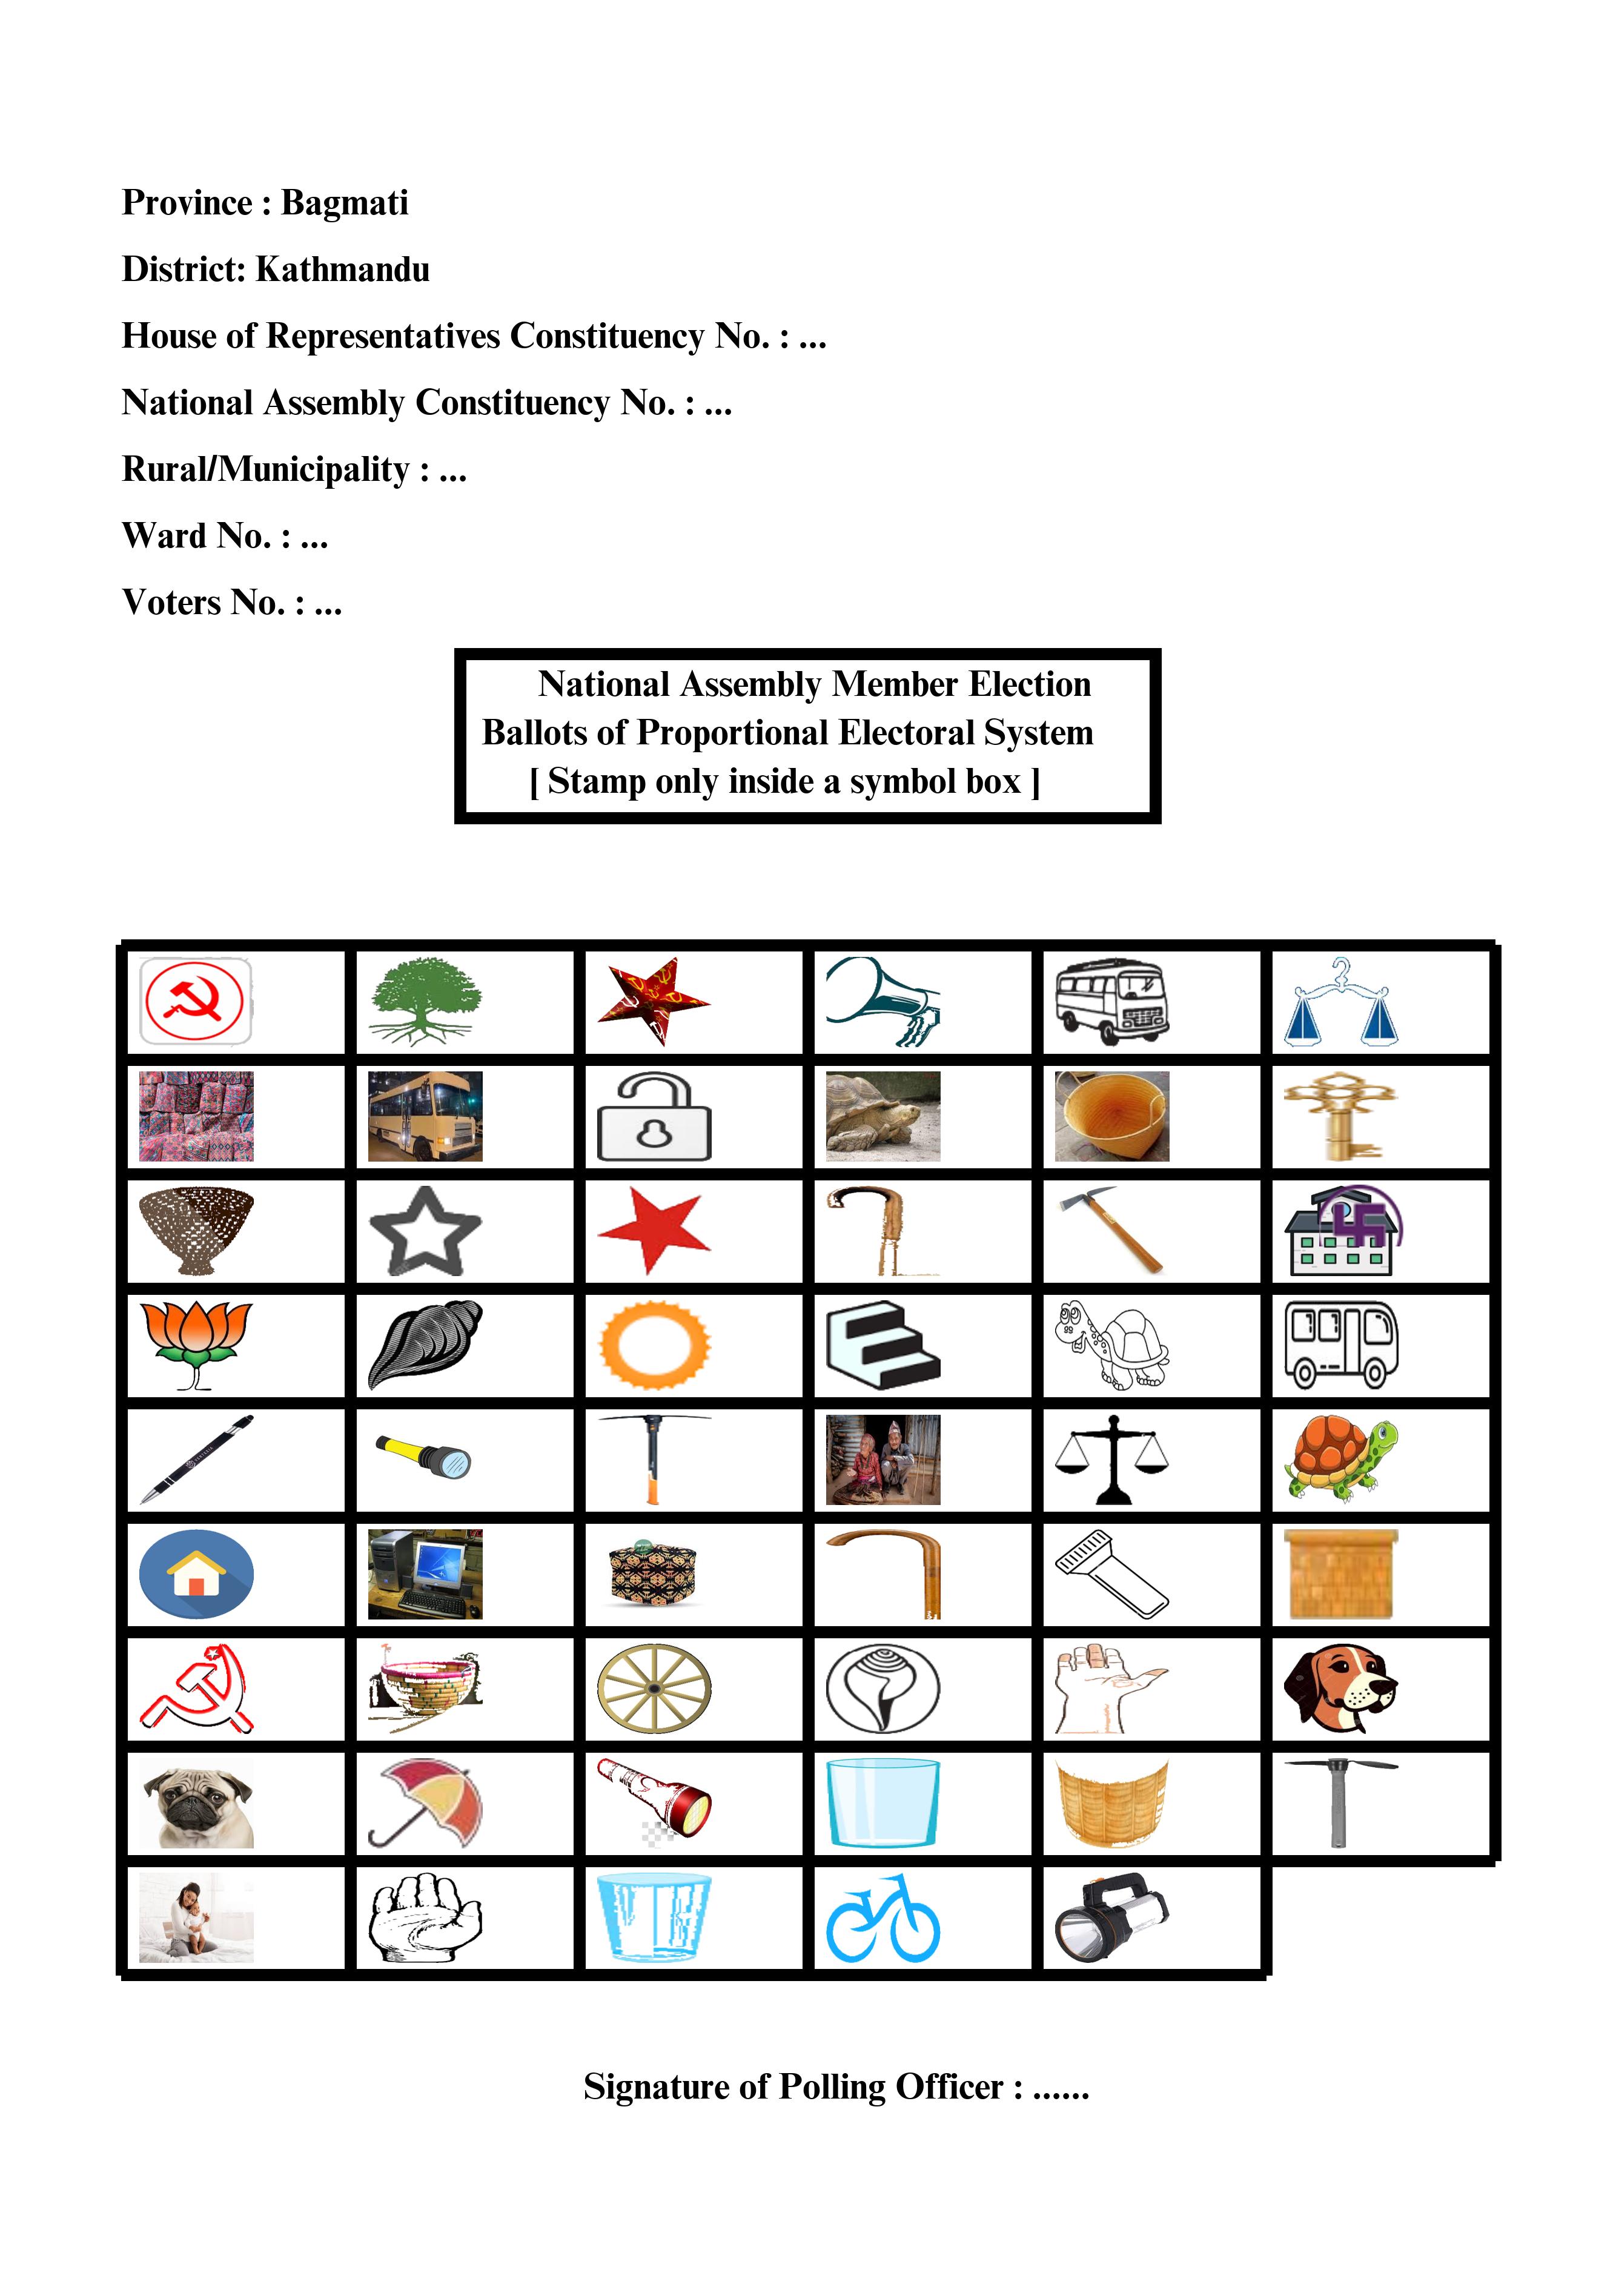 Province : Bagmati
District: Kathmandu
House of Representatives Constituency No. : ...
National Assembly Constituency No. : ...
Rural/Municipality : ...
Ward No. : ...
Voters No. : ...
National Assembly Member Election
Ballots of Proportional Electoral System
[ Stamp only inside a symbol box ]
Signature of Polling Officer : ......